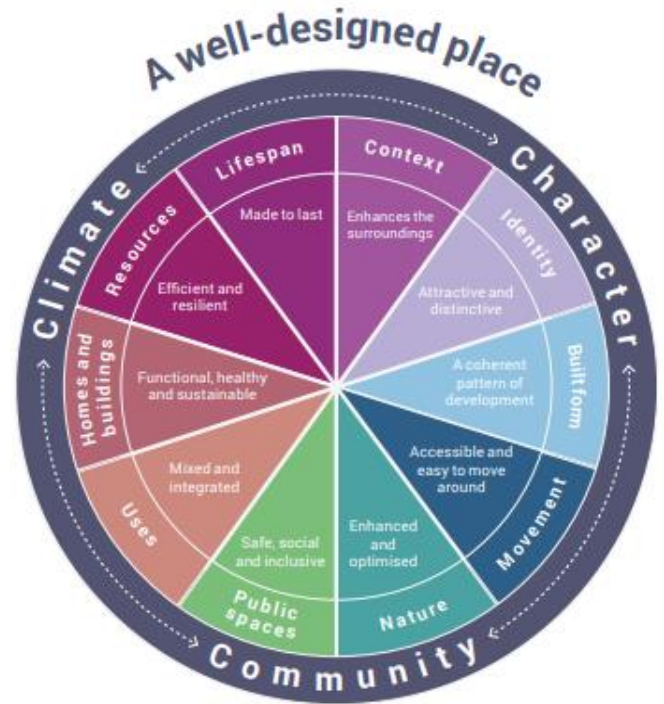 A well-designed place
Climate
Character
Community
Context
Enhances the
surroundings
Identity
Attractive and
distinctive
Built form
A coherent
pattern of
development
Movement
Accessible and
easy to move
around
Nature
Enhanced
and
optimised
Public
spaces
Safe, social
and inclusive
Uses
Mixed and
integrated
Homes and
buildings
Functional, healthy
and sustainable
Resources
Efficient and
resilient
Lifespan
Made to last